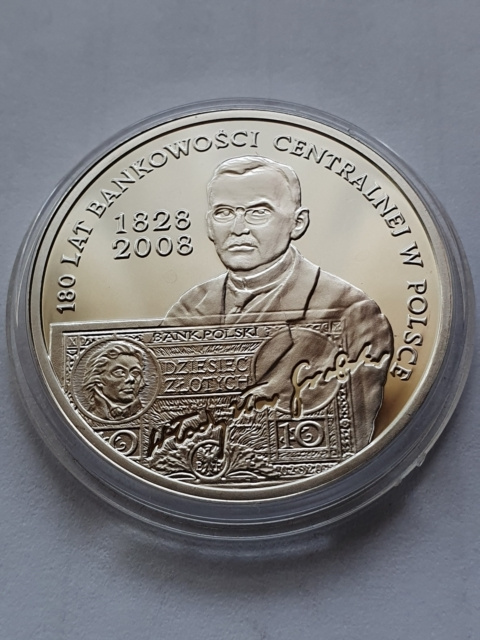 180 LAT BANKOWOŚCI CENTRALNEJ W POLSCE
1828
2008
BANK POLSKI
DZIESIĘĆ
ZŁOTYCH
10